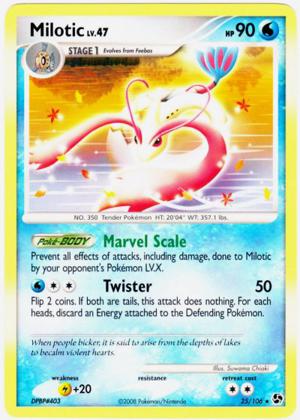 Milotic LV.47 HP 90
STAGE 1 Evolves from Feebas
NO. 350 Tender Pokémon HT: 20'04" WT: 357.1 lbs.
Poké-BODY Marvel Scale
Prevent all effects of attacks, including damage, done to Milotic
by your opponent's Pokémon LV.X.
Twister 50
Flip 2 coins. If both are tails, this attack does nothing. For each heads,
discard an Energy attached to the Defending Pokémon.
When people bicker, it is said to arise from the depths of lakes
to becalm violent hearts.
Illus. Suwama Chiaki
weakness resistance retreat cost
+20
DPBP#403 ©2008 Pokémon/Nintendo 25/106